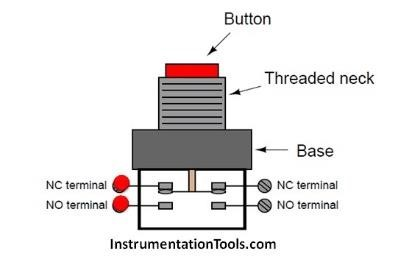 Button
Threaded neck
Base
NC terminal
NC terminal
NO terminal
NO terminal
InstrumentationTools.com